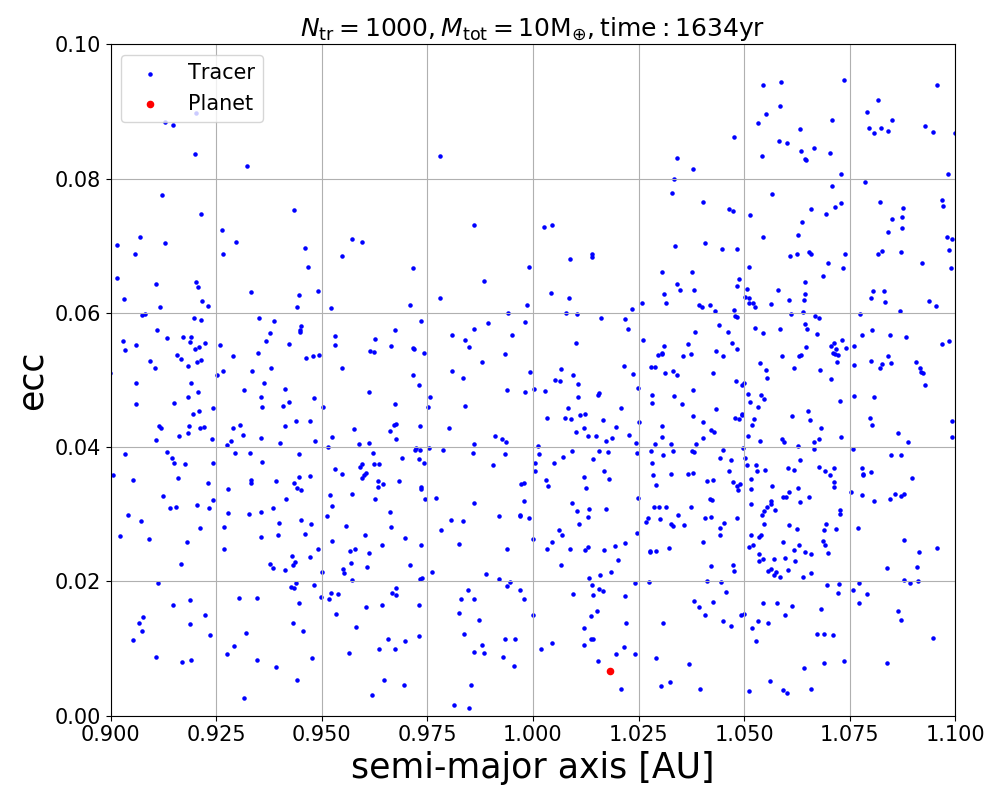 N_tr = 1000, M_tot = 10M_⊕, time : 1634yr
Tracer
Planet
ecc
0.10
0.08
0.06
0.04
0.02
0.00
0.900 0.925 0.950 0.975 1.000 1.025 1.050 1.075 1.100
semi-major axis [AU]